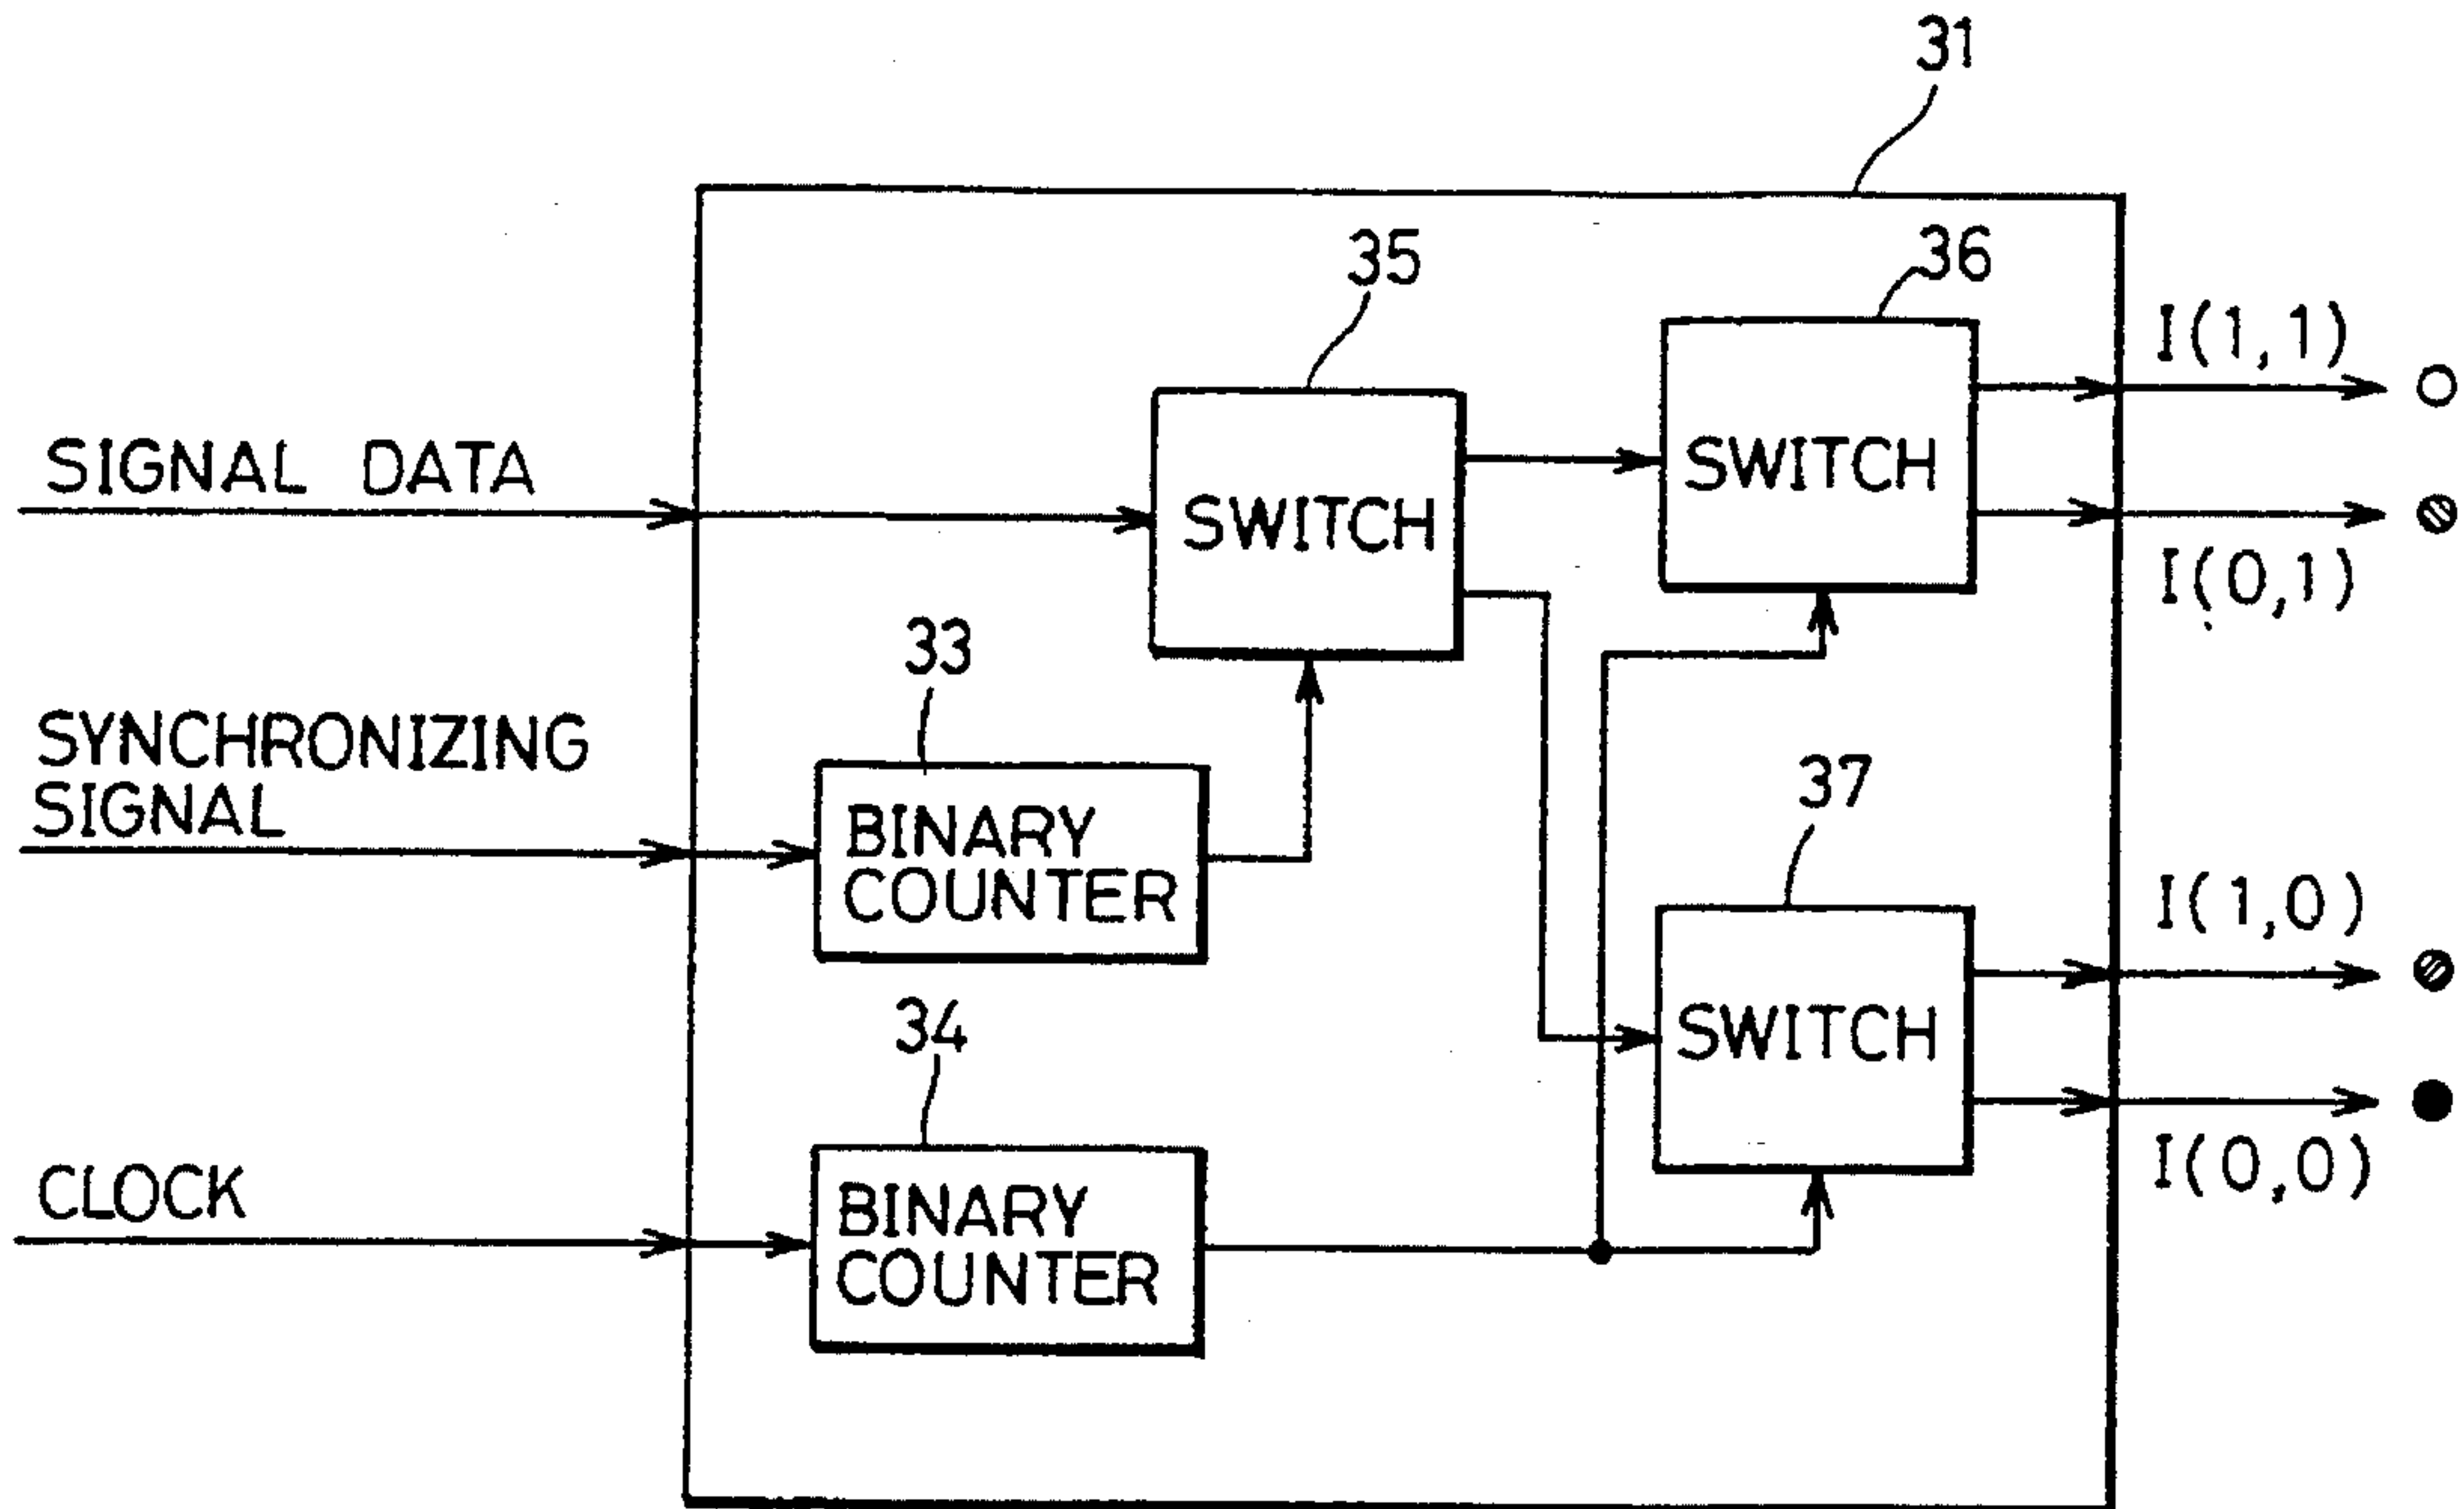 31
35
36
I(1,1)
SWITCH
SIGNAL DATA
SWITCH
I(0,1)
33
SYNCHRONIZING
SIGNAL
37
BINARY
COUNTER
I(1,0)
34
SWITCH
CLOCK
BINARY
COUNTER
I(0,0)